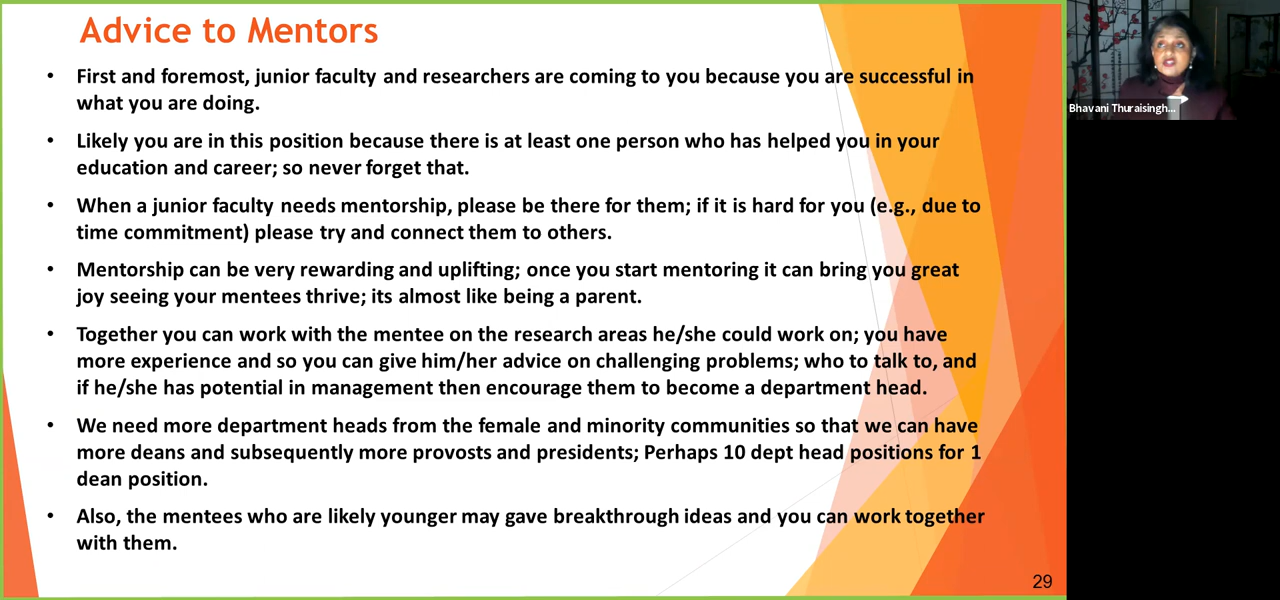 Advice to Mentors
• First and foremost, junior faculty and researchers are coming to you because you are successful in
what you are doing.
• Likely you are in this position because there is at least one person who has helped you in your
education and career; so never forget that.
• When a junior faculty needs mentorship, please be there for them; if it is hard for you (e.g., due to
time commitment) please try and connect them to others.
• Mentorship can be very rewarding and uplifting; once you start mentoring it can bring you great
joy seeing your mentees thrive; its almost like being a parent.
• Together you can work with the mentee on the research areas he/she could work on; you have
more experience and so you can give him/her advice on challenging problems; who to talk to, and
if he/she has potential in management then encourage them to become a department head.
• We need more department heads from the female and minority communities so that we can have
more deans and subsequently more provosts and presidents; Perhaps 10 dept head positions for 1
dean position.
• Also, the mentees who are likely younger may gave breakthrough ideas and you can work together
with them.
29
Bhavani Thuraisingh...